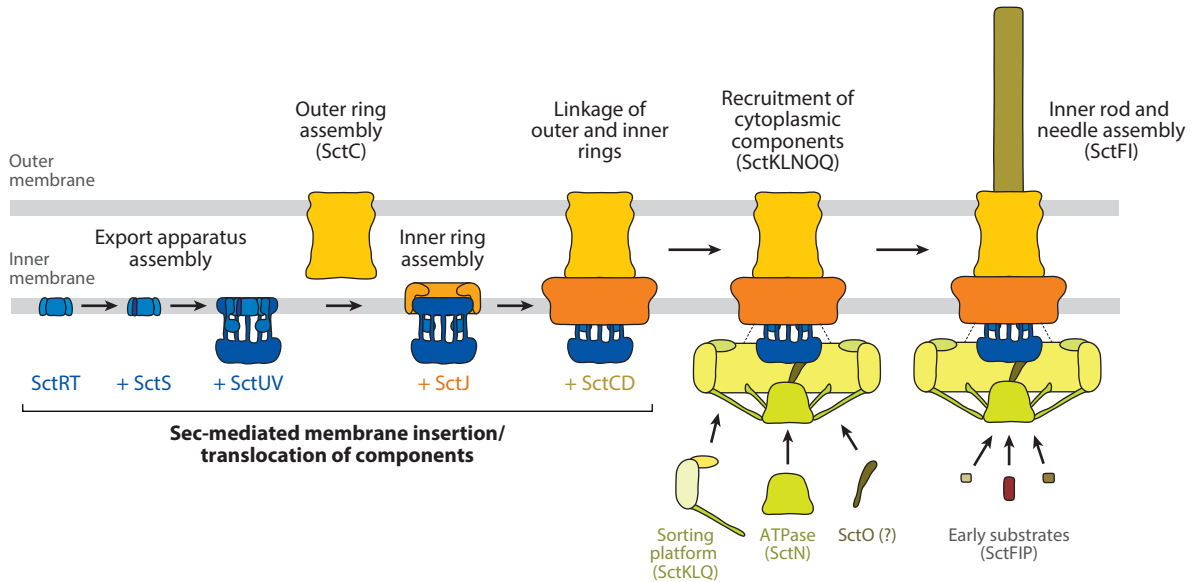 Outer ring
assembly
(SctC)
Linkage of
outer and inner
rings
Recruitment of
cytoplasmic
components
(SctKLNOQ)
Inner rod and
needle assembly
(SctFI)
Outer
membrane
Export apparatus
assembly
Inner ring
assembly
Inner
membrane
SctRT
+ SctS
+ SctUV
+ SctJ
+ SctCD
Sec-mediated membrane insertion/
translocation of components
Sorting
platform
(SctKLQ)
ATPase
(SctN)
SctO (?)
Early substrates
(SctFIP)